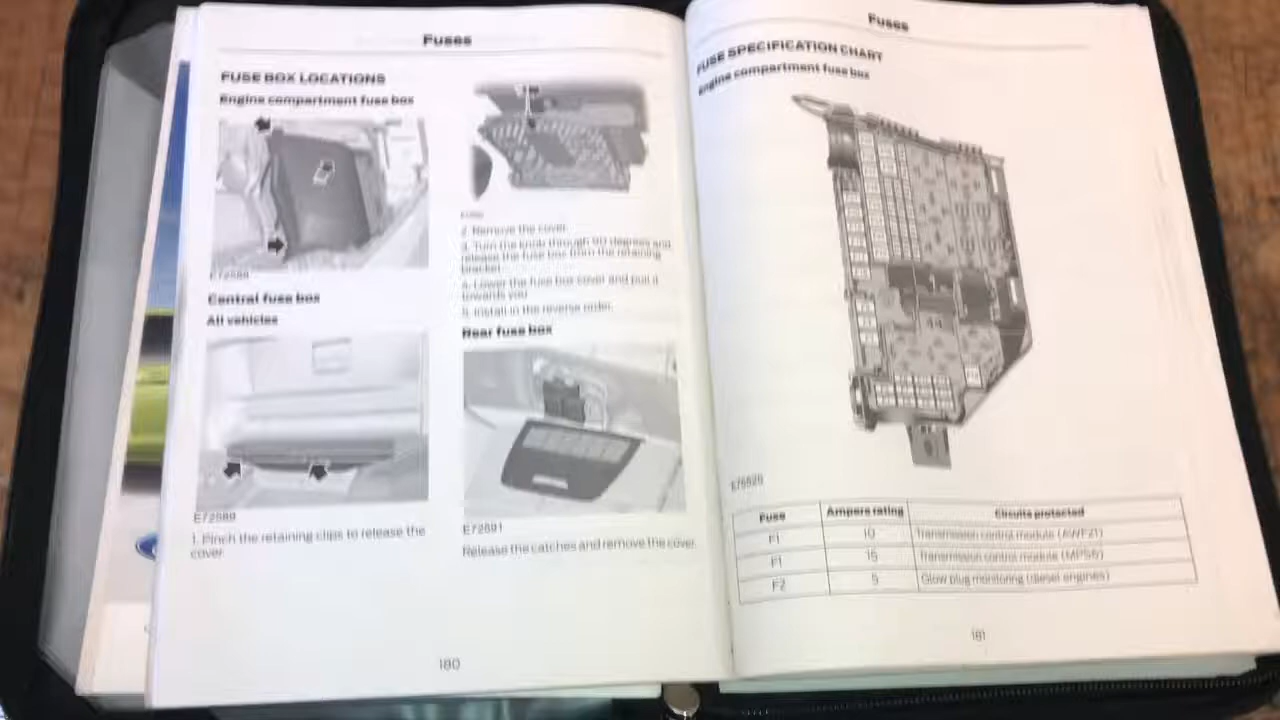 Fuses
FUSE BOX LOCATIONS
Engine compartment fuse box
E72588
Central fuse box
All vehicles
E72589
1. Pinch the retaining clips to release the
cover.
2. Remove the cover.
3. Turn the knob through 90 degrees and
release the fuse box from the retaining
bracket.
4. Lower the fuse box cover and pull it
towards you.
5. Install in the reverse order.
Rear fuse box
E72591
Release the catches and remove the cover.
180
Fuses
FUSE SPECIFICATION CHART
Engine compartment fuse box
Fuse Ampere rating Circuits protected
F1 10 Transmission control module (AWF21)
F1 15 Transmission control module (MPS6)
F2 5 Glow plug monitoring (diesel engines)
181